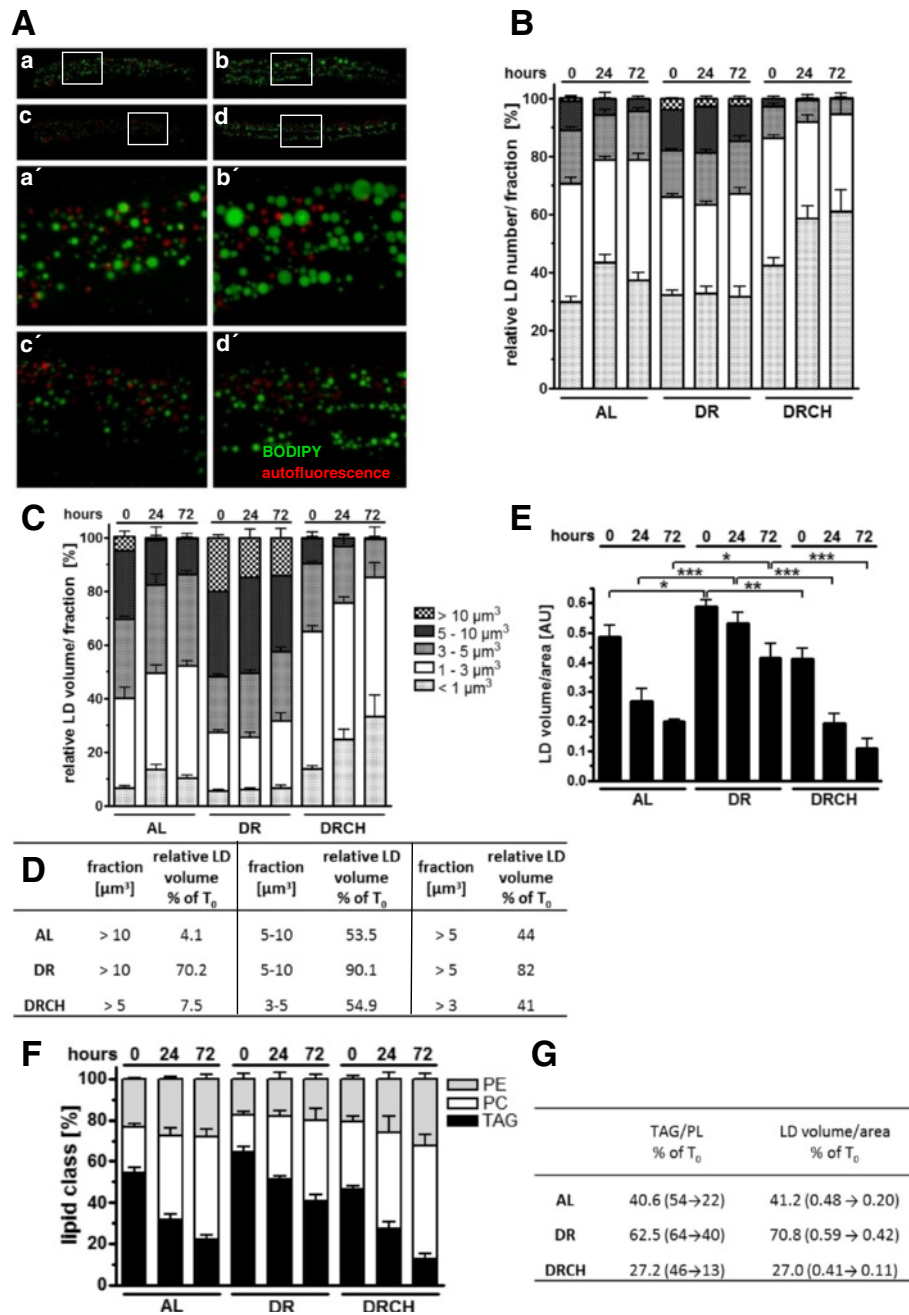 A
a
b
c
d
a´
b´
c´
d´
BODIPY
autofluorescence
B
hours 0 24 72 0 24 72 0 24 72
relative LD number/ fraction [%]
100
80
60
40
20
0
AL DR DRCH
C
hours 0 24 72 0 24 72 0 24 72
relative LD volume/ fraction [%]
100
80
60
40
20
0
AL DR DRCH
> 10 µm³
5 - 10 µm³
3 - 5 µm³
1 - 3 µm³
< 1 µm³
E
hours 0 24 72 0 24 72 0 24 72
* ***
*** ***
* **
LD volume/area [AU]
0.6
0.5
0.4
0.3
0.2
0.1
0.0
AL DR DRCH
D
fraction [µm³] relative LD volume % of T₀ fraction [µm³] relative LD volume % of T₀ fraction [µm³] relative LD volume % of T₀
AL > 10 4.1 5-10 53.5 > 5 44
DR > 10 70.2 5-10 90.1 > 5 82
DRCH > 5 7.5 3-5 54.9 > 3 41
F
hours 0 24 72 0 24 72 0 24 72
lipid class [%]
100
80
60
40
20
0
AL DR DRCH
PE
PC
TAG
G
TAG/PL % of T₀ LD volume/area % of T₀
AL 40.6 (54→22) 41.2 (0.48 → 0.20)
DR 62.5 (64→40) 70.8 (0.59 → 0.42)
DRCH 27.2 (46→13) 27.0 (0.41→ 0.11)